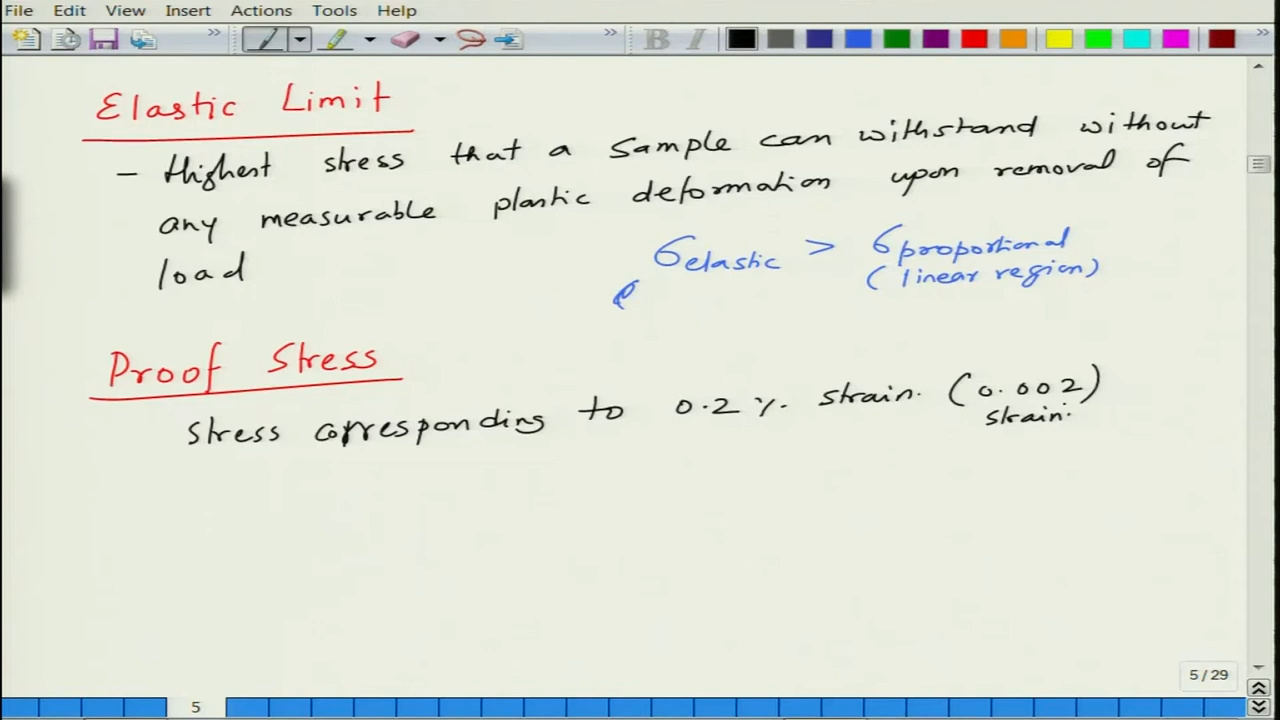 File Edit View Insert Actions Tools Help
Elastic Limit
- Highest stress that a sample can withstand without
any measurable plastic deformation upon removal of
load
σelastic > σproportional
(linear region)
Proof Stress
Stress corresponding to 0.2 %. strain. (0.002)
strain.
5 / 29
5